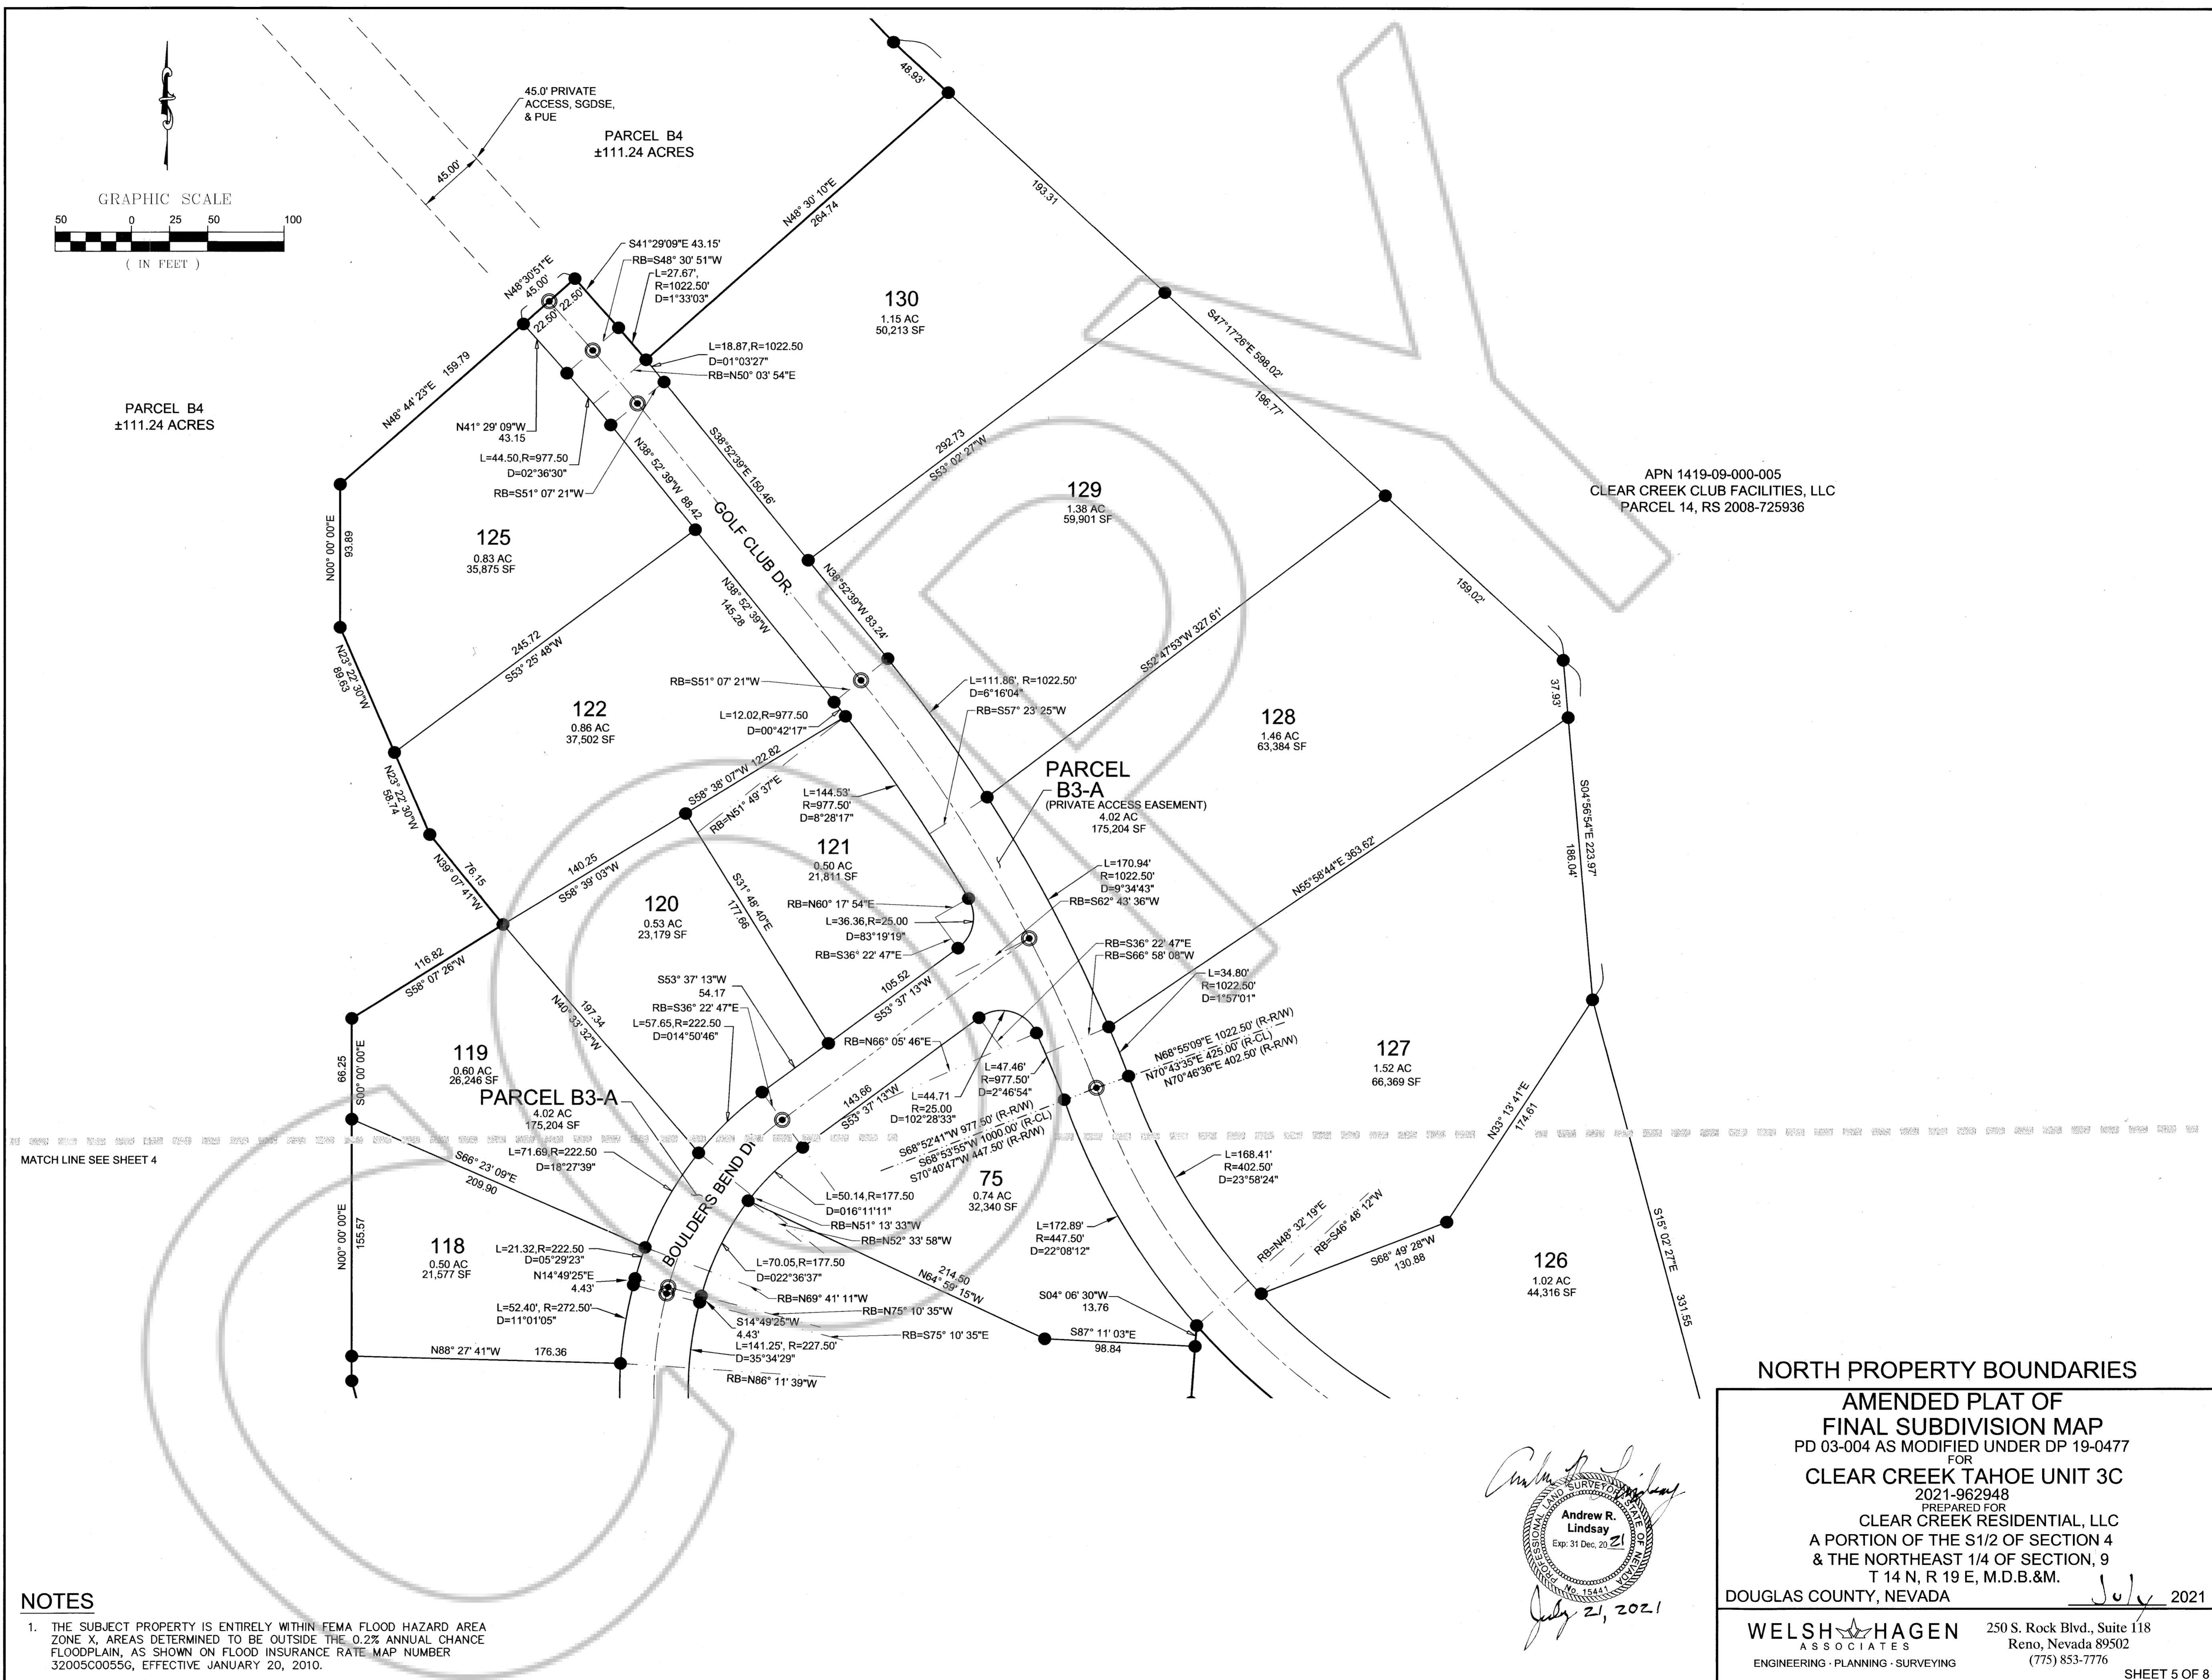 48.93'
45.0' PRIVATE
ACCESS, SGDSE,
& PUE
PARCEL B4
±111.24 ACRES
45.00'
193.31
N48° 30' 10"E
264.74
GRAPHIC SCALE
50 0 25 50 100
( IN FEET )
S41°29'09"E 43.15'
RB=S48° 30' 51"W
L=27.67',
R=1022.50'
D=1°33'03"
N48°30'51"E
45.00'
22.50' 22.50'
130
1.15 AC
50,213 SF
S47°17'26"E 598.02'
196.77'
L=18.87,R=1022.50
D=01°03'27"
RB=N50° 03' 54"E
N48° 44' 23"E 159.79
PARCEL B4
±111.24 ACRES
N41° 29' 09"W
43.15
L=44.50,R=977.50
D=02°36'30"
RB=S51° 07' 21"W
N38° 52' 39"W 88.42
S38°52'39"E 150.46'
292.73
S53° 02' 27"W
129
1.38 AC
59,901 SF
APN 1419-09-000-005
CLEAR CREEK CLUB FACILITIES, LLC
PARCEL 14, RS 2008-725936
GOLF CLUB DR.
125
0.83 AC
35,875 SF
N00° 00' 00"E
93.89
N38° 52' 39"W
145.28
N38°52'39"W 83.24'
159.02'
245.72
S53° 25' 48"W
S52°47'53"W 327.61'
N23° 22' 30"W
89.63
RB=S51° 07' 21"W
L=111.86', R=1022.50'
D=6°16'04"
RB=S57° 23' 25"W
37.93'
122
0.86 AC
37,502 SF
L=12.02,R=977.50
D=00°42'17"
128
1.46 AC
63,384 SF
N23° 22' 30"W
58.74
S58° 38' 07"W 122.82
RB=N51° 49' 37"E
L=144.53'
R=977.50'
D=8°28'17"
PARCEL
B3-A
(PRIVATE ACCESS EASEMENT)
4.02 AC
175,204 SF
S04°56'54"E 223.97'
186.04'
76.15
N39° 07' 41"W
140.25
S58° 39' 03"W
121
0.50 AC
21,811 SF
N55°58'44"E 363.62'
L=170.94'
R=1022.50'
D=9°34'43"
RB=S62° 43' 36"W
120
0.53 AC
23,179 SF
S31° 48' 40"E
177.66
RB=N60° 17' 54"E
L=36.36,R=25.00
D=83°19'19"
RB=S36° 22' 47"E
116.82
S58° 07' 26"W
RB=S36° 22' 47"E
RB=S66° 58' 08"W
L=34.80'
R=1022.50'
D=1°57'01"
S53° 37' 13"W
54.17
RB=S36° 22' 47"E
L=57.65,R=222.50
D=014°50'46"
105.52
S53° 37' 13"W
197.34
N40° 33' 32"W
RB=N66° 05' 46"E
N68°55'09"E 1022.50' (R-R/W)
N70°43'35"E 425.00' (R-CL)
N70°46'36"E 402.50' (R-R/W)
119
0.60 AC
26,246 SF
66.25
S00° 00' 00"E
127
1.52 AC
66,369 SF
L=47.46'
R=977.50'
D=2°46'54"
L=44.71
R=25.00
D=102°28'33"
143.66
S53° 37' 13"W
PARCEL B3-A
4.02 AC
175,204 SF
N33° 13' 41"E
174.61
S68°52'41"W 977.50' (R-R/W)
S68°53'55"W 1000.00' (R-CL)
S70°40'47"W 447.50' (R-R/W)
MATCH LINE SEE SHEET 4
L=71.69,R=222.50
D=18°27'39"
S66° 23' 09"E
209.90
L=168.41'
R=402.50'
D=23°58'24"
75
0.74 AC
32,340 SF
BOULDERS BEND
L=50.14,R=177.50
D=016°11'11"
RB=N51° 13' 33"W
RB=N52° 33' 58"W
N00° 00' 00"E
155.57
L=172.89'
R=447.50'
D=22°08'12"
RB=N48° 32' 19"E
RB=S46° 48' 12"W
118
0.50 AC
21,577 SF
L=21.32,R=222.50
D=05°29'23"
N14°49'25"E
4.43'
L=70.05,R=177.50
D=022°36'37"
214.50
N64° 59' 15"W
S68° 49' 28"W
130.88
S15° 02' 27"E
331.55
126
1.02 AC
44,316 SF
RB=N69° 41' 11"W
RB=N75° 10' 35"W
L=52.40', R=272.50'
D=11°01'05"
S14°49'25"W
4.43'
RB=S75° 10' 35"E
S04° 06' 30"W
13.76
S87° 11' 03"E
98.84
L=141.25', R=227.50'
D=35°34'29"
N88° 27' 41"W 176.36
RB=N86° 11' 39"W
COPY
NORTH PROPERTY BOUNDARIES
AMENDED PLAT OF
FINAL SUBDIVISION MAP
PD 03-004 AS MODIFIED UNDER DP 19-0477
FOR
CLEAR CREEK TAHOE UNIT 3C
2021-962948
PREPARED FOR
CLEAR CREEK RESIDENTIAL, LLC
A PORTION OF THE S1/2 OF SECTION 4
& THE NORTHEAST 1/4 OF SECTION, 9
T 14 N, R 19 E, M.D.B.&M.
DOUGLAS COUNTY, NEVADA July 2021
WELSH HAGEN
ASSOCIATES
ENGINEERING · PLANNING · SURVEYING
250 S. Rock Blvd., Suite 118
Reno, Nevada 89502
(775) 853-7776
SHEET 5 OF 8
PROFESSIONAL LAND SURVEYOR STATE OF NEVADA
Andrew R.
Lindsay
Exp: 31 Dec, 20 21
No. 15441
July 21, 2021
NOTES
1. THE SUBJECT PROPERTY IS ENTIRELY WITHIN FEMA FLOOD HAZARD AREA
ZONE X, AREAS DETERMINED TO BE OUTSIDE THE 0.2% ANNUAL CHANCE
FLOODPLAIN, AS SHOWN ON FLOOD INSURANCE RATE MAP NUMBER
32005C0055G, EFFECTIVE JANUARY 20, 2010.